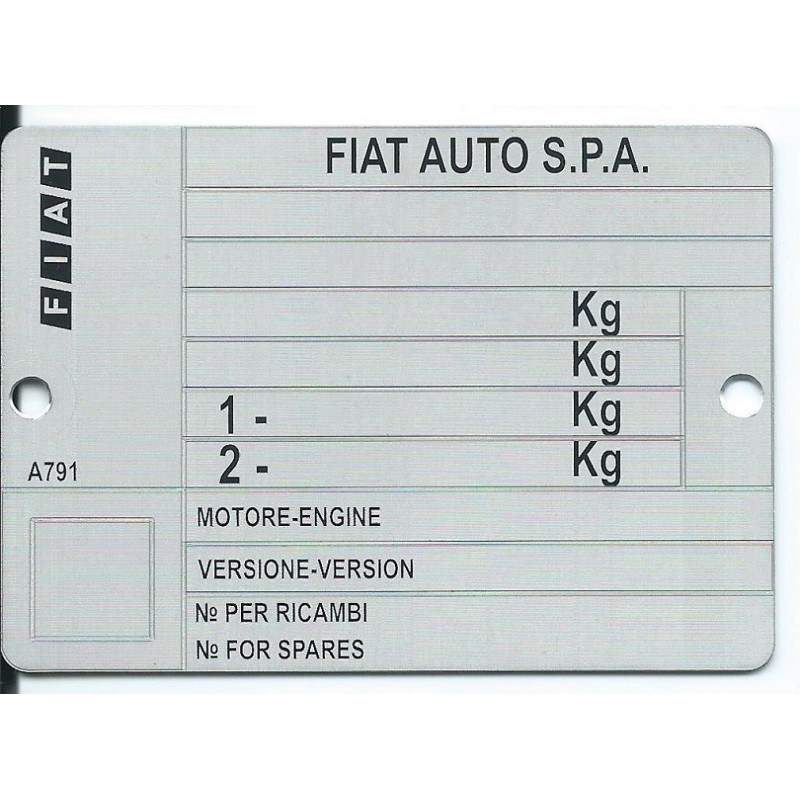 FIAT
FIAT AUTO S.P.A.
Kg
Kg
1 - Kg
2 - Kg
A791
MOTORE-ENGINE
VERSIONE-VERSION
№ PER RICAMBI
№ FOR SPARES